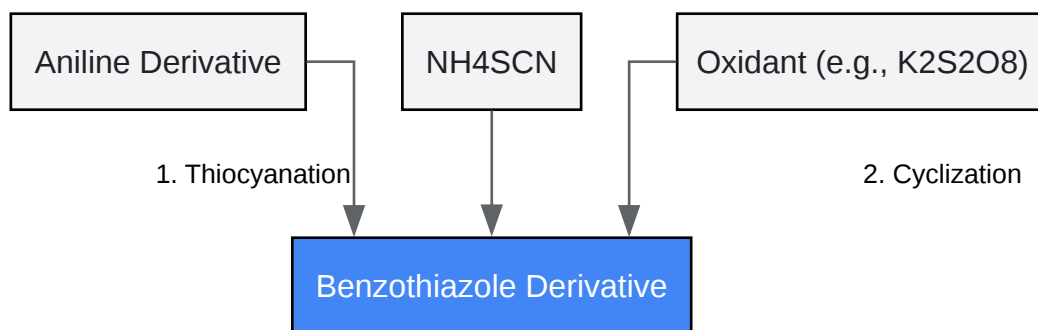 Aniline Derivative
NH4SCN
Oxidant (e.g., K2S2O8)
1. Thiocyanation
2. Cyclization
Benzothiazole Derivative